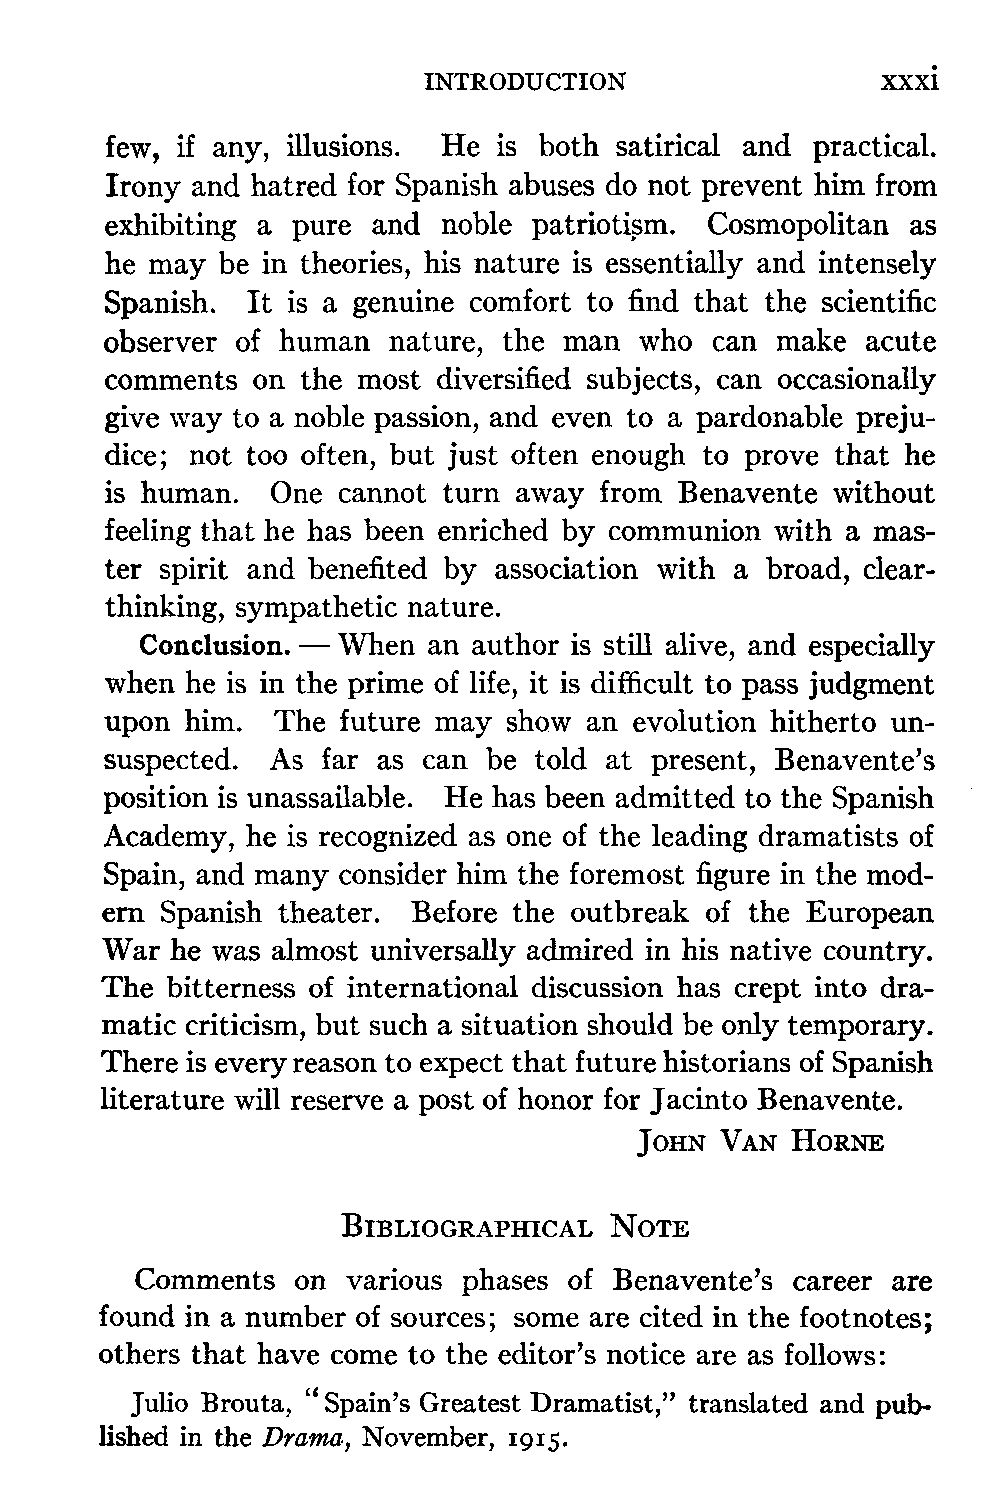 INTRODUCTION xxxi
few, if any, illusions. He is both satirical and practical.
Irony and hatred for Spanish abuses do not prevent him from
exhibiting a pure and noble patriotism. Cosmopolitan as
he may be in theories, his nature is essentially and intensely
Spanish. It is a genuine comfort to find that the scientific
observer of human nature, the man who can make acute
comments on the most diversified subjects, can occasionally
give way to a noble passion, and even to a pardonable preju-
dice; not too often, but just often enough to prove that he
is human. One cannot turn away from Benavente without
feeling that he has been enriched by communion with a mas-
ter spirit and benefited by association with a broad, clear-
thinking, sympathetic nature.
Conclusion. — When an author is still alive, and especially
when he is in the prime of life, it is difficult to pass judgment
upon him. The future may show an evolution hitherto un-
suspected. As far as can be told at present, Benavente's
position is unassailable. He has been admitted to the Spanish
Academy, he is recognized as one of the leading dramatists of
Spain, and many consider him the foremost figure in the mod-
ern Spanish theater. Before the outbreak of the European
War he was almost universally admired in his native country.
The bitterness of international discussion has crept into dra-
matic criticism, but such a situation should be only temporary.
There is every reason to expect that future historians of Spanish
literature will reserve a post of honor for Jacinto Benavente.
JOHN VAN HORNE
BIBLIOGRAPHICAL NOTE
Comments on various phases of Benavente's career are
found in a number of sources; some are cited in the footnotes;
others that have come to the editor's notice are as follows:
Julio Brouta, "Spain's Greatest Dramatist," translated and pub-
lished in the Drama, November, 1915.